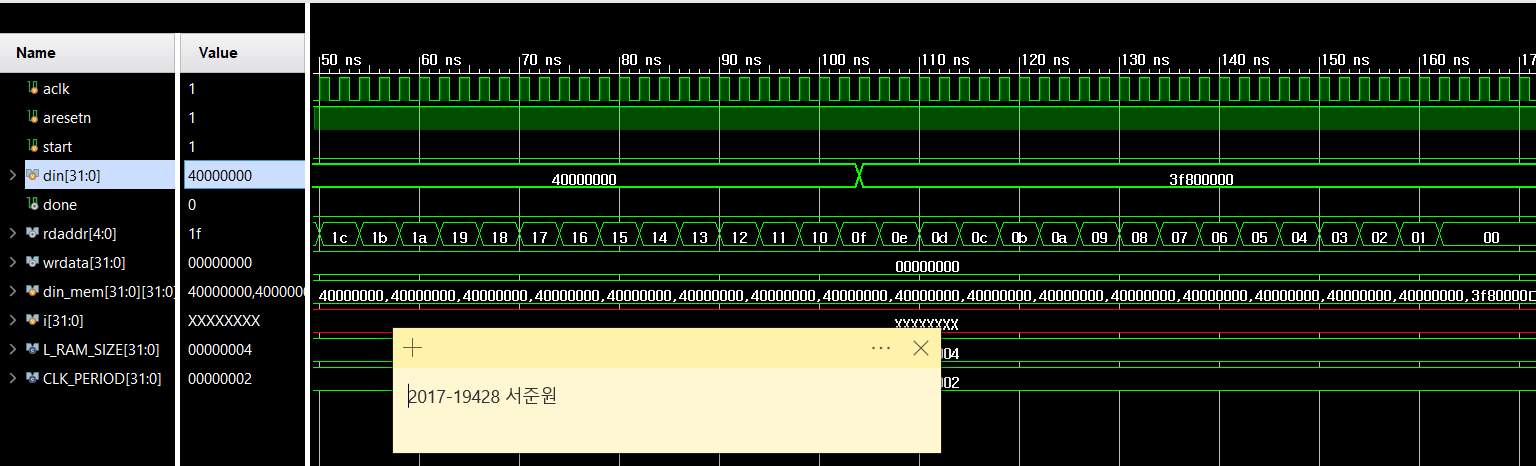 Name Value 50 ns 60 ns 70 ns 80 ns 90 ns 100 ns 110 ns 120 ns 130 ns 140 ns 150 ns 160 ns 17
aclk 1
aresetn 1
start 1
din[31:0] 40000000 40000000 3f800000
done 0
rdaddr[4:0] 1f 1c 1b 1a 19 18 17 16 15 14 13 12 11 10 0f 0e 0d 0c 0b 0a 09 08 07 06 05 04 03 02 01 00
wrdata[31:0] 00000000 00000000
din_mem[31:0][31:0] 40000000,4000000 40000000,40000000,40000000,40000000,40000000,40000000,40000000,40000000,40000000,40000000,40000000,40000000,40000000,40000000,40000000,40000000,3f80000
i[31:0] XXXXXXXX XXXXXXXX
L_RAM_SIZE[31:0] 00000004 004
CLK_PERIOD[31:0] 00000002 002
2017-19428 서준원